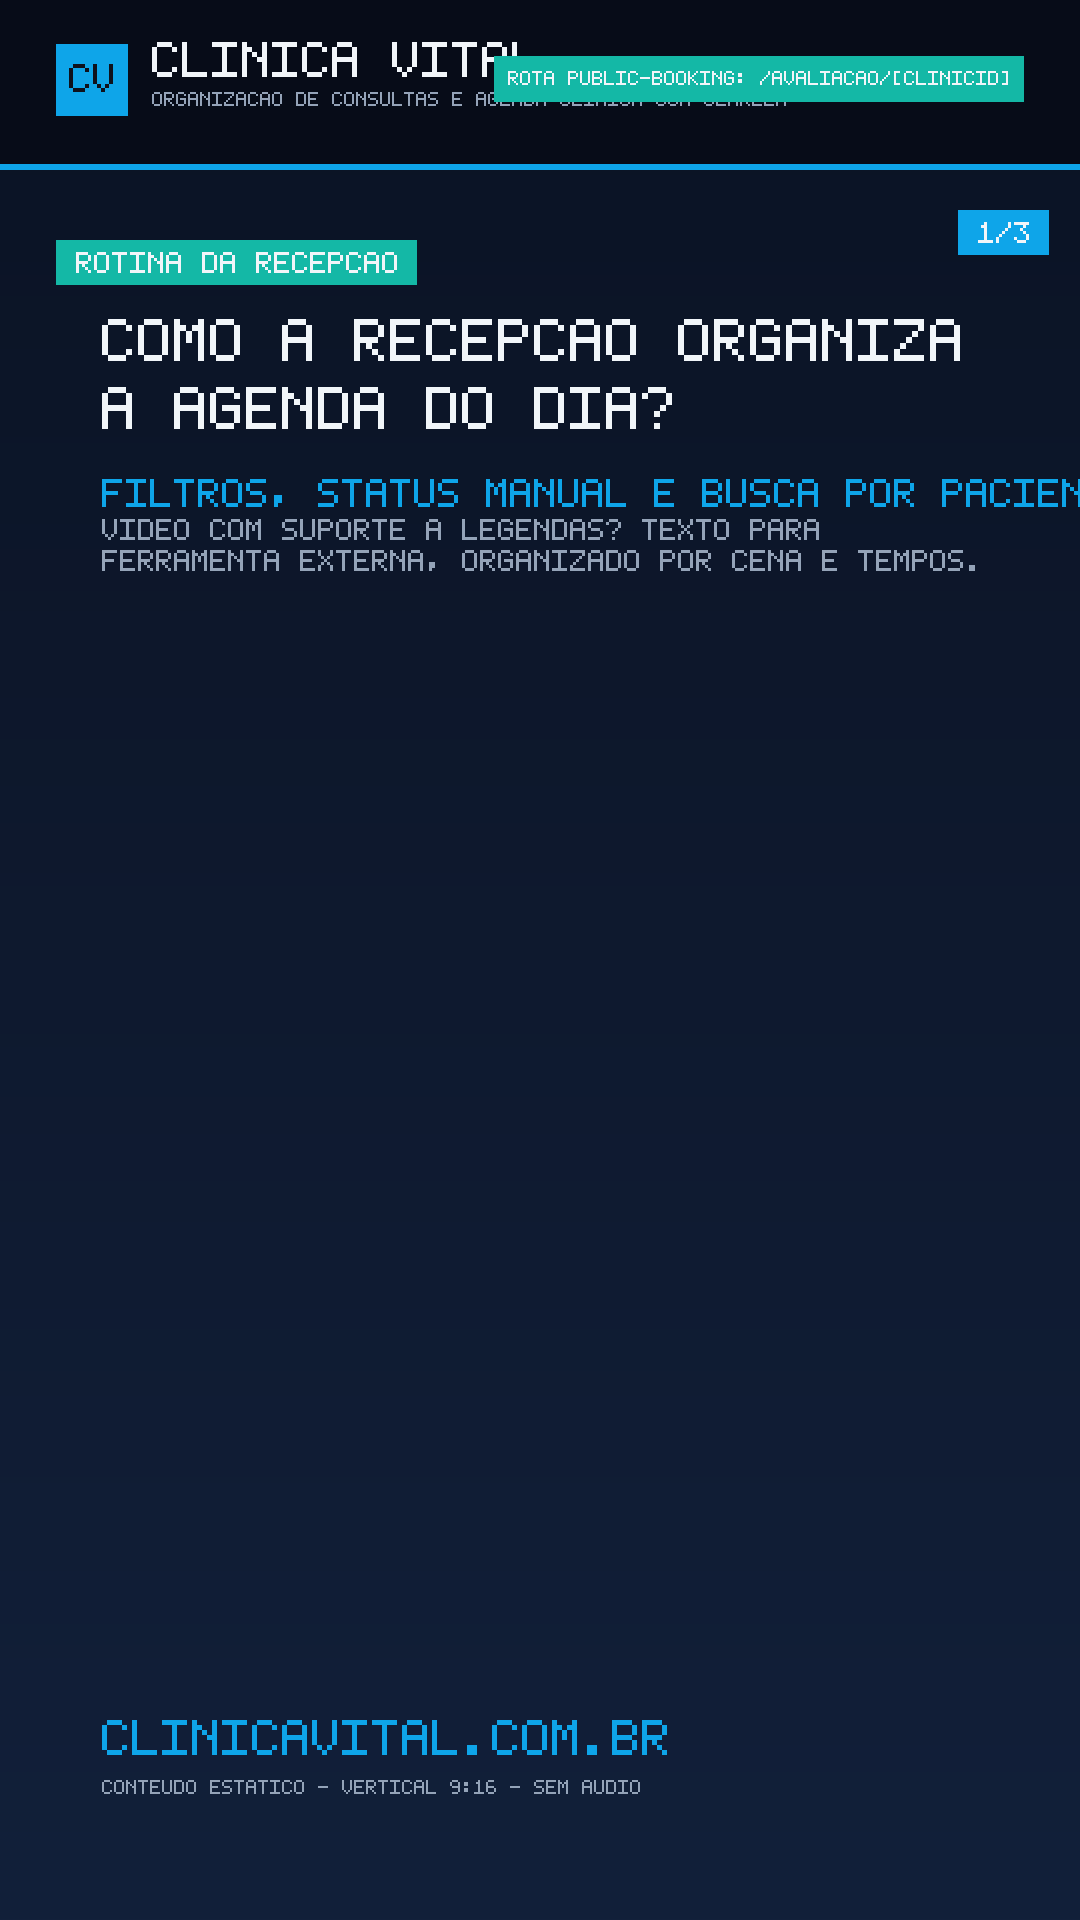 CV
CLINICA VITAL
ROTA PUBLIC-BOOKING: /AVALIACAO/[CLINICID]
ORGANIZACAO DE CONSULTAS E
1/3
ROTINA DA RECEPCAO
COMO A RECEPCAO ORGANIZA
A AGENDA DO DIA?
FILTROS, STATUS MANUAL E BUSCA POR PACIEN
VIDEO COM SUPORTE A LEGENDAS? TEXTO PARA
FERRAMENTA EXTERNA, ORGANIZADO POR CENA E TEMPOS.
CLINICAVITAL.COM.BR
CONTEUDO ESTATICO - VERTICAL 9:16 - SEM AUDIO